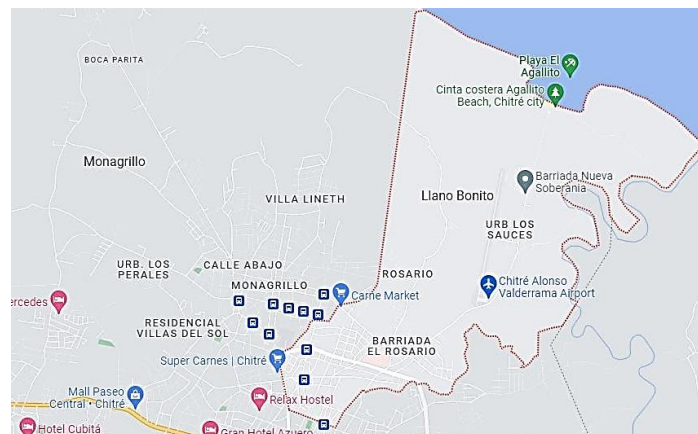 BOCA PARITA
Playa El
Agallito
Cinta costera Agallito
Beach, Chitré city
Monagrillo
Barriada Nueva
Soberania
Llano Bonito
VILLA LINETH
URB LOS
SAUCES
URB. LOS
PERALES
CALLE ABAJO
MONAGRILLO
ROSARIO
Chitré Alonso
Valderrama Airport
ercedes
Carne Market
RESIDENCIAL
VILLAS DEL SOL
BARRIADA
EL ROSARIO
Super Carnes | Chitré
Mall Paseo
Central - Chitré
Relax Hostel
Hotel Cubitá
Gran Hotel Azuero